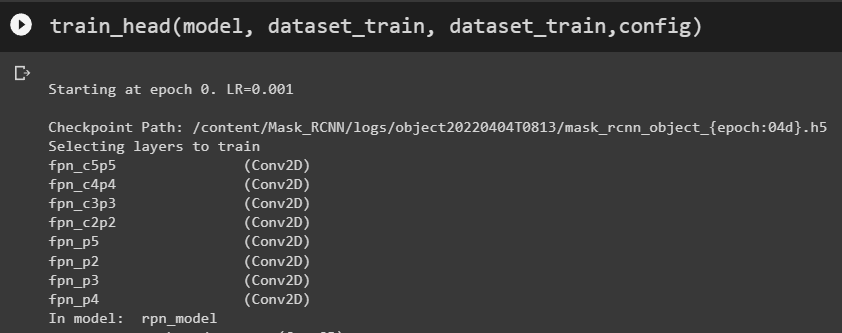 train_head(model, dataset_train, dataset_train,config)
Starting at epoch 0. LR=0.001
Checkpoint Path: /content/Mask_RCNN/logs/object20220404T0813/mask_rcnn_object_{epoch:04d}.h5
Selecting layers to train
fpn_c5p5 (Conv2D)
fpn_c4p4 (Conv2D)
fpn_c3p3 (Conv2D)
fpn_c2p2 (Conv2D)
fpn_p5 (Conv2D)
fpn_p2 (Conv2D)
fpn_p3 (Conv2D)
fpn_p4 (Conv2D)
In model: rpn_model